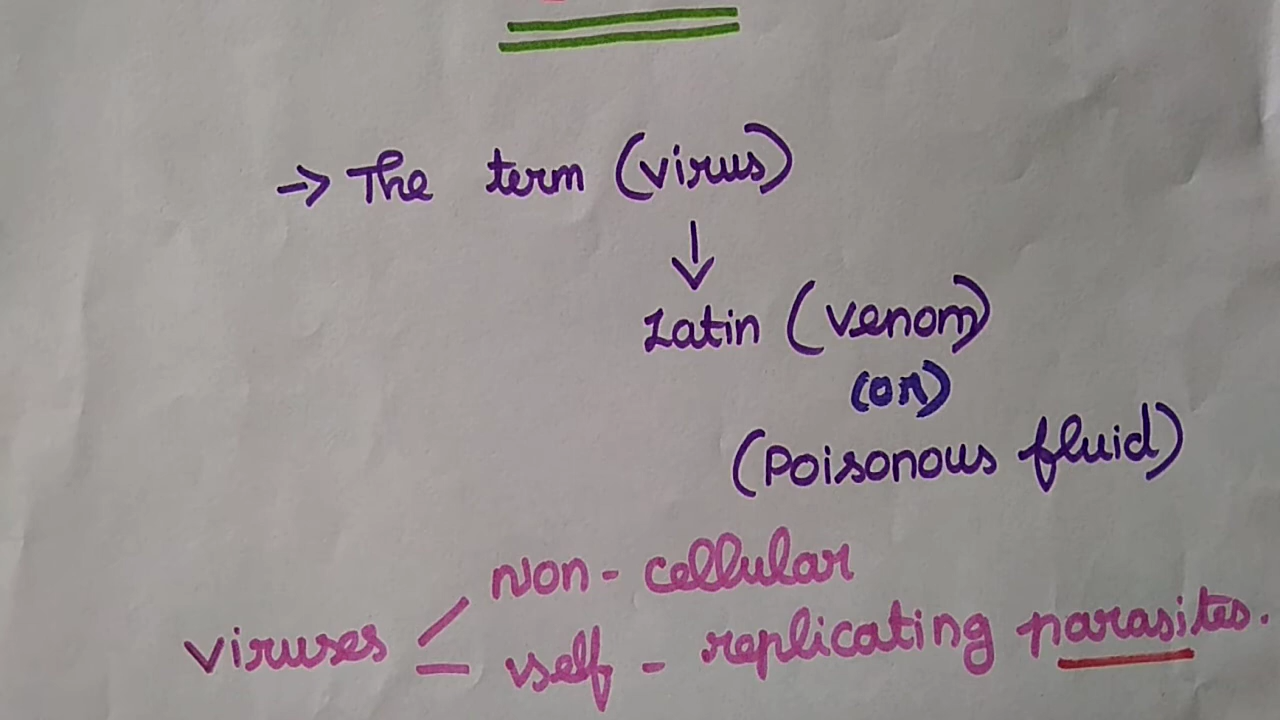 → The term (virus)
↓
Latin (venom)
(or)
(Poisonous fluid)
Non - cellular
viruses
self - replicating parasites.